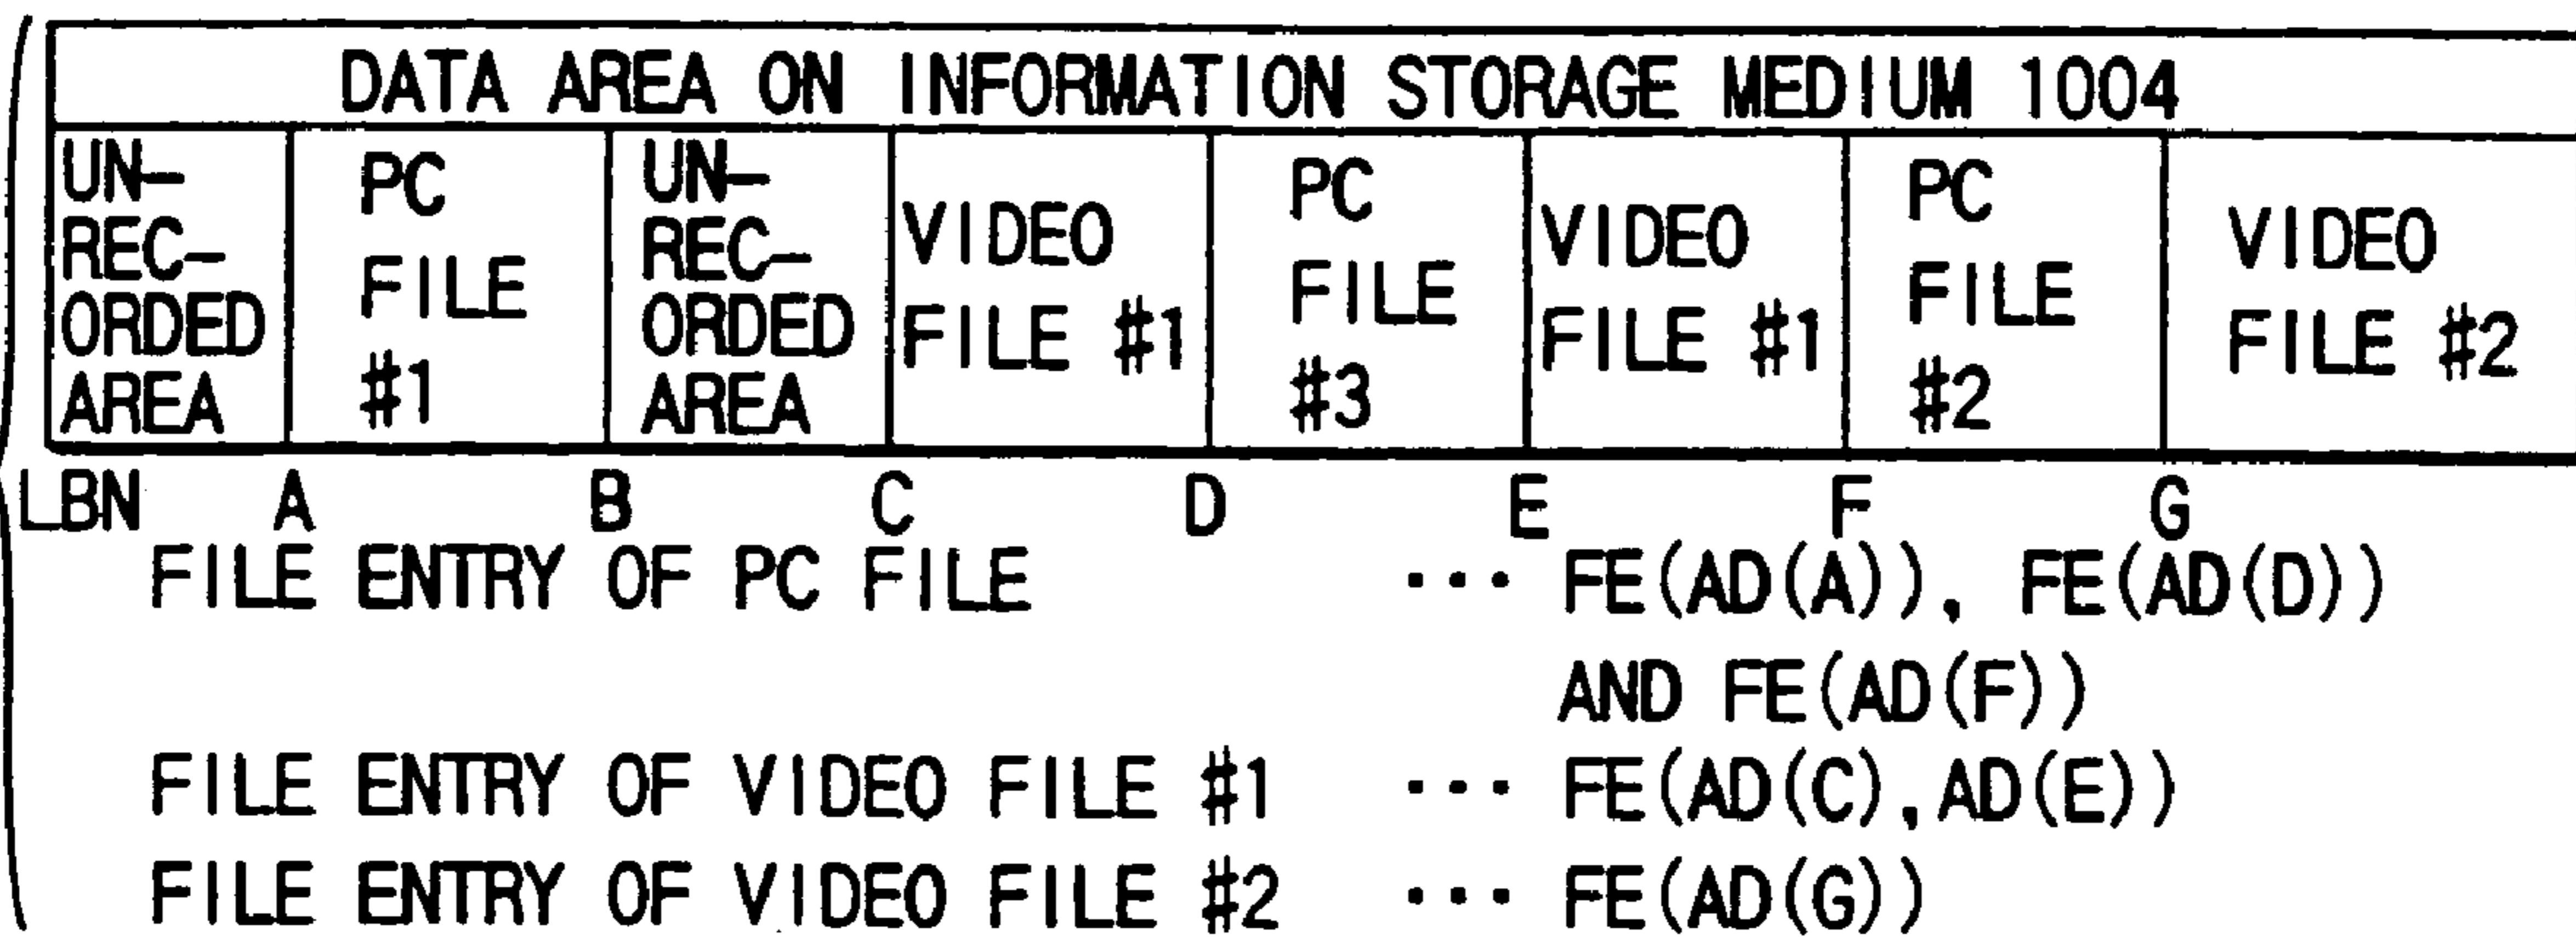 DATA AREA ON INFORMATION STORAGE MEDIUM 1004
UN-
REC-
ORDED
AREA
PC
FILE
#1
UN-
REC-
ORDED
AREA
VIDEO
FILE #1
PC
FILE
#3
VIDEO
FILE #1
PC
FILE
#2
VIDEO
FILE #2
LBN A B C D E F G
FILE ENTRY OF PC FILE ··· FE(AD(A)), FE(AD(D))
AND FE(AD(F))
FILE ENTRY OF VIDEO FILE #1 ··· FE(AD(C),AD(E))
FILE ENTRY OF VIDEO FILE #2 ··· FE(AD(G))